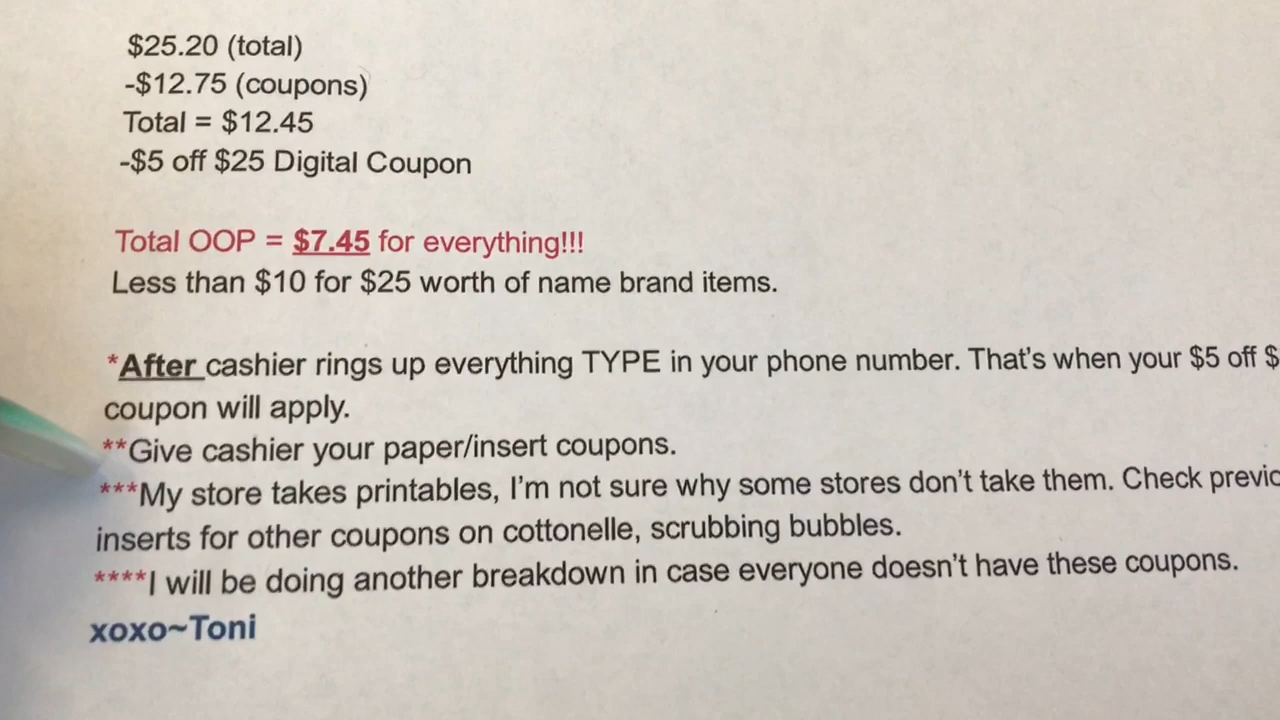 $25.20 (total)
-$12.75 (coupons)
Total = $12.45
-$5 off $25 Digital Coupon
Total OOP = $7.45 for everything!!!
Less than $10 for $25 worth of name brand items.
*After cashier rings up everything TYPE in your phone number. That's when your $5 off $
coupon will apply.
**Give cashier your paper/insert coupons.
***My store takes printables, I'm not sure why some stores don't take them. Check
inserts for other coupons on cottonelle, scrubbing bubbles.
****I will be doing another breakdown in case everyone doesn't have these coupons.
xoxo~Toni